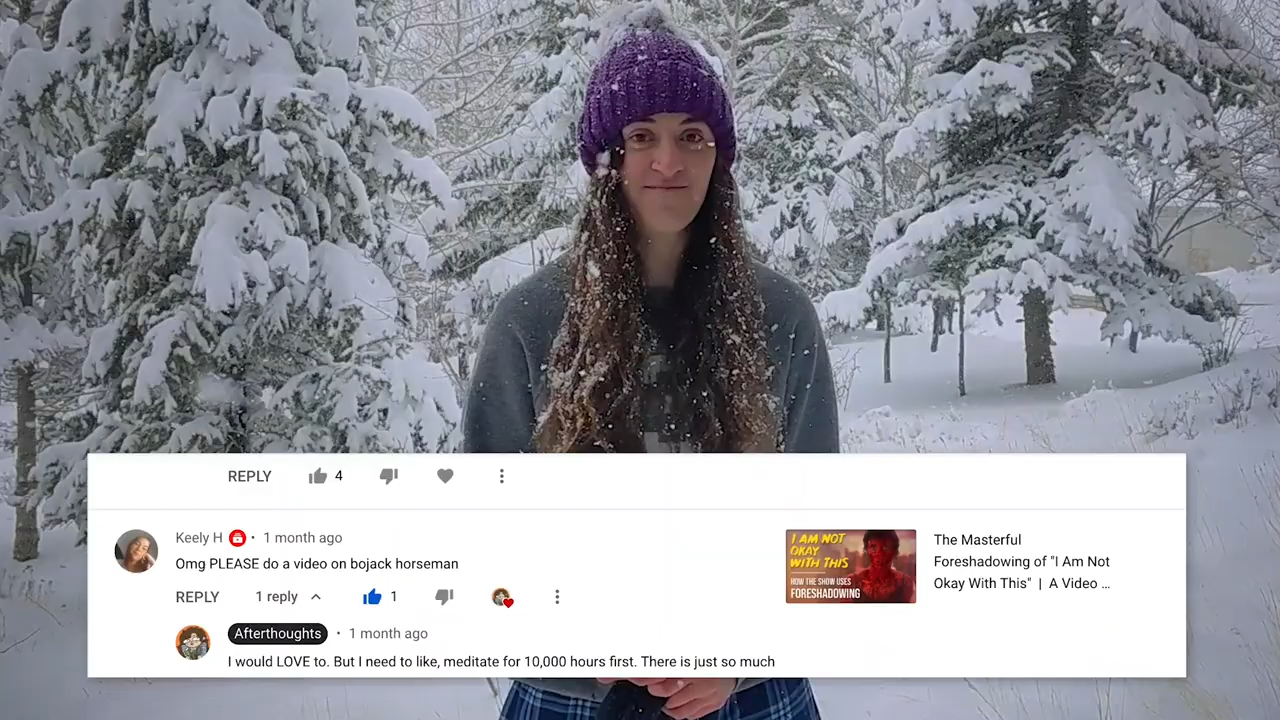 REPLY 4
Keely H • 1 month ago
Omg PLEASE do a video on bojack horseman
REPLY 1 reply 1
Afterthoughts • 1 month ago
I would LOVE to. But I need to like, meditate for 10,000 hours first. There is just so much
I AM NOT
OKAY
WITH THIS
HOW THE SHOW USES
FORESHADOWING
The Masterful
Foreshadowing of "I Am Not
Okay With This" | A Video ...